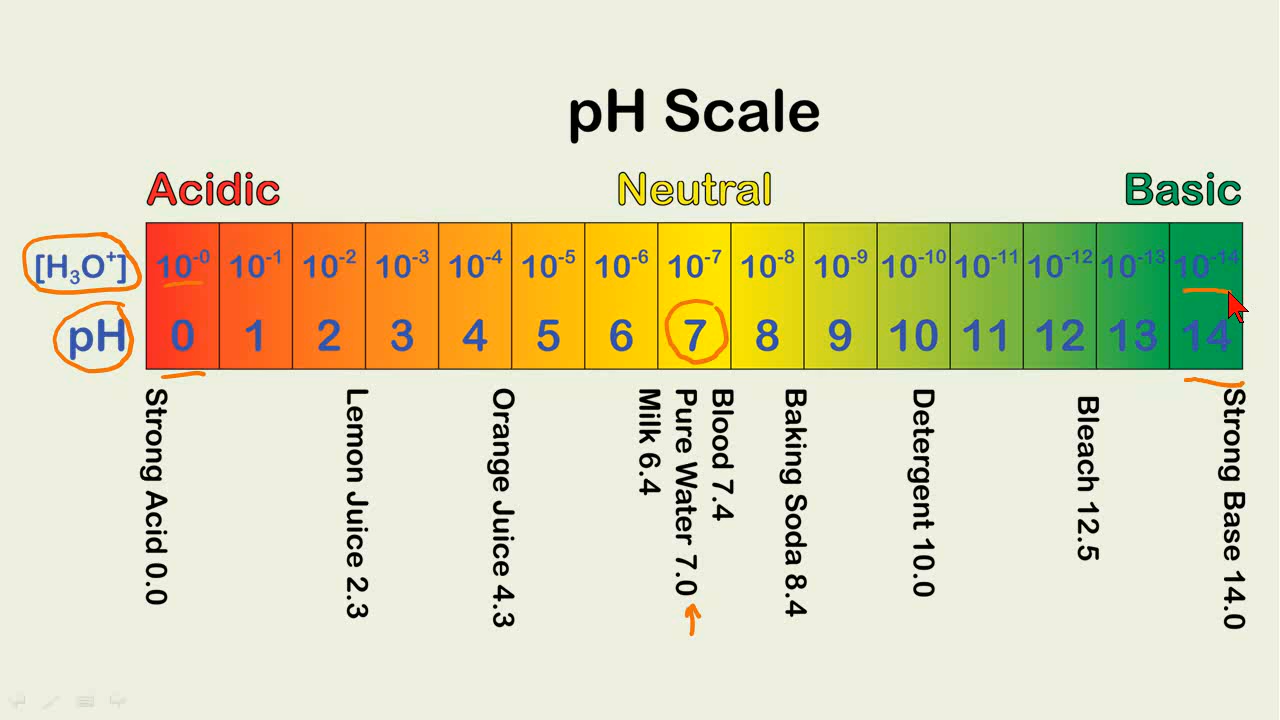 pH Scale
Acidic Neutral Basic
[H₃O⁺] 10⁻⁰ 10⁻¹ 10⁻² 10⁻³ 10⁻⁴ 10⁻⁵ 10⁻⁶ 10⁻⁷ 10⁻⁸ 10⁻⁹ 10⁻¹⁰ 10⁻¹¹ 10⁻¹² 10⁻¹³ 10⁻¹⁴
pH 0 1 2 3 4 5 6 7 8 9 10 11 12 13 14
Strong Acid 0.0
Lemon Juice 2.3
Orange Juice 4.3
Milk 6.4
Pure Water 7.0
Blood 7.4
Baking Soda 8.4
Detergent 10.0
Bleach 12.5
Strong Base 14.0